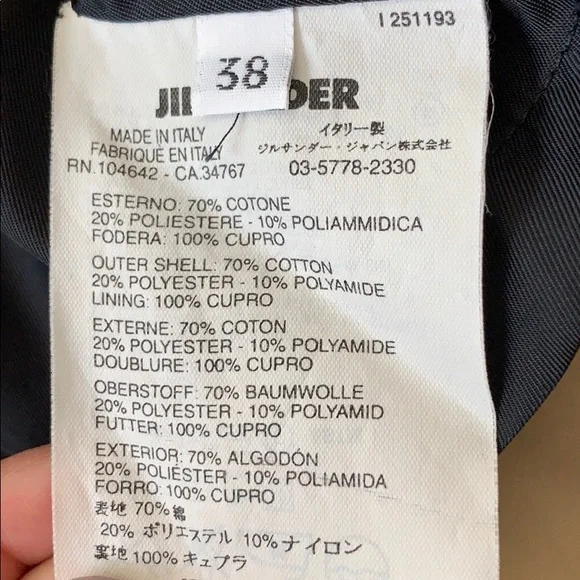 I 251193
38
JIL DER
MADE IN ITALY
FABRIQUE EN ITALY
RN.104642 - CA.34767
イタリー製
ジルサンダー・ジャパン株式会社
03-5778-2330
ESTERNO: 70% COTONE
20% POLIESTERE - 10% POLIAMMIDICA
FODERA: 100% CUPRO
OUTER SHELL: 70% COTTON
20% POLYESTER - 10% POLYAMIDE
LINING: 100% CUPRO
EXTERNE: 70% COTON
20% POLYESTER - 10% POLYAMIDE
DOUBLURE: 100% CUPRO
OBERSTOFF: 70% BAUMWOLLE
20% POLYESTER - 10% POLYAMID
FUTTER: 100% CUPRO
EXTERIOR: 70% ALGODÓN
20% POLIÉSTER - 10% POLIAMIDA
FORRO: 100% CUPRO
表地 70% 綿
20% ポリエステル 10% ナイロン
裏地 100% キュプラ